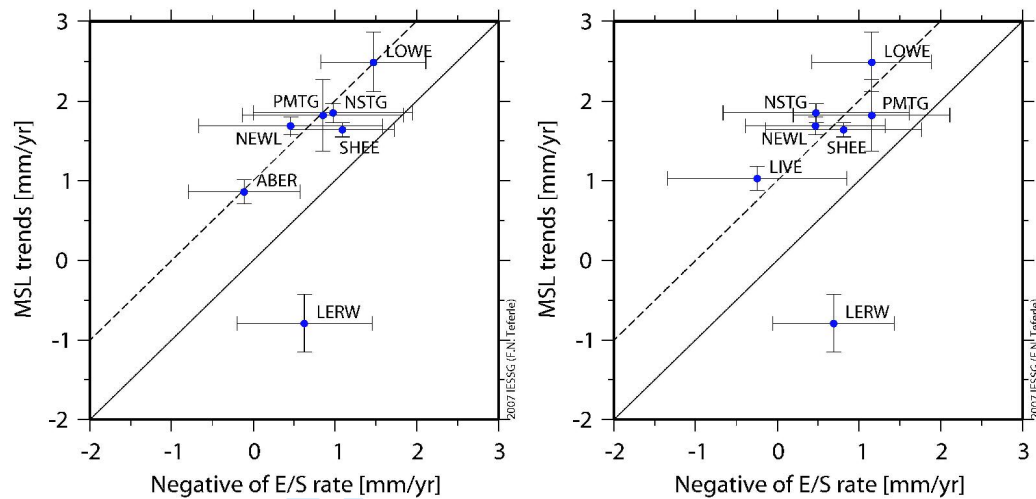 3
2
1
0
-1
-2
-2 -1 0 1 2 3
MSL trends [mm/yr]
Negative of E/S rate [mm/yr]
LOWE
PMTG NSTG
NEWL
SHEE
ABER
LERW
2007 IESSG (F.N. Teferle)
3
2
1
0
-1
-2
-2 -1 0 1 2 3
MSL trends [mm/yr]
Negative of E/S rate [mm/yr]
LOWE
NSTG PMTG
NEWL
SHEE
LIVE
LERW
2007 IESSG (F.N. Teferle)